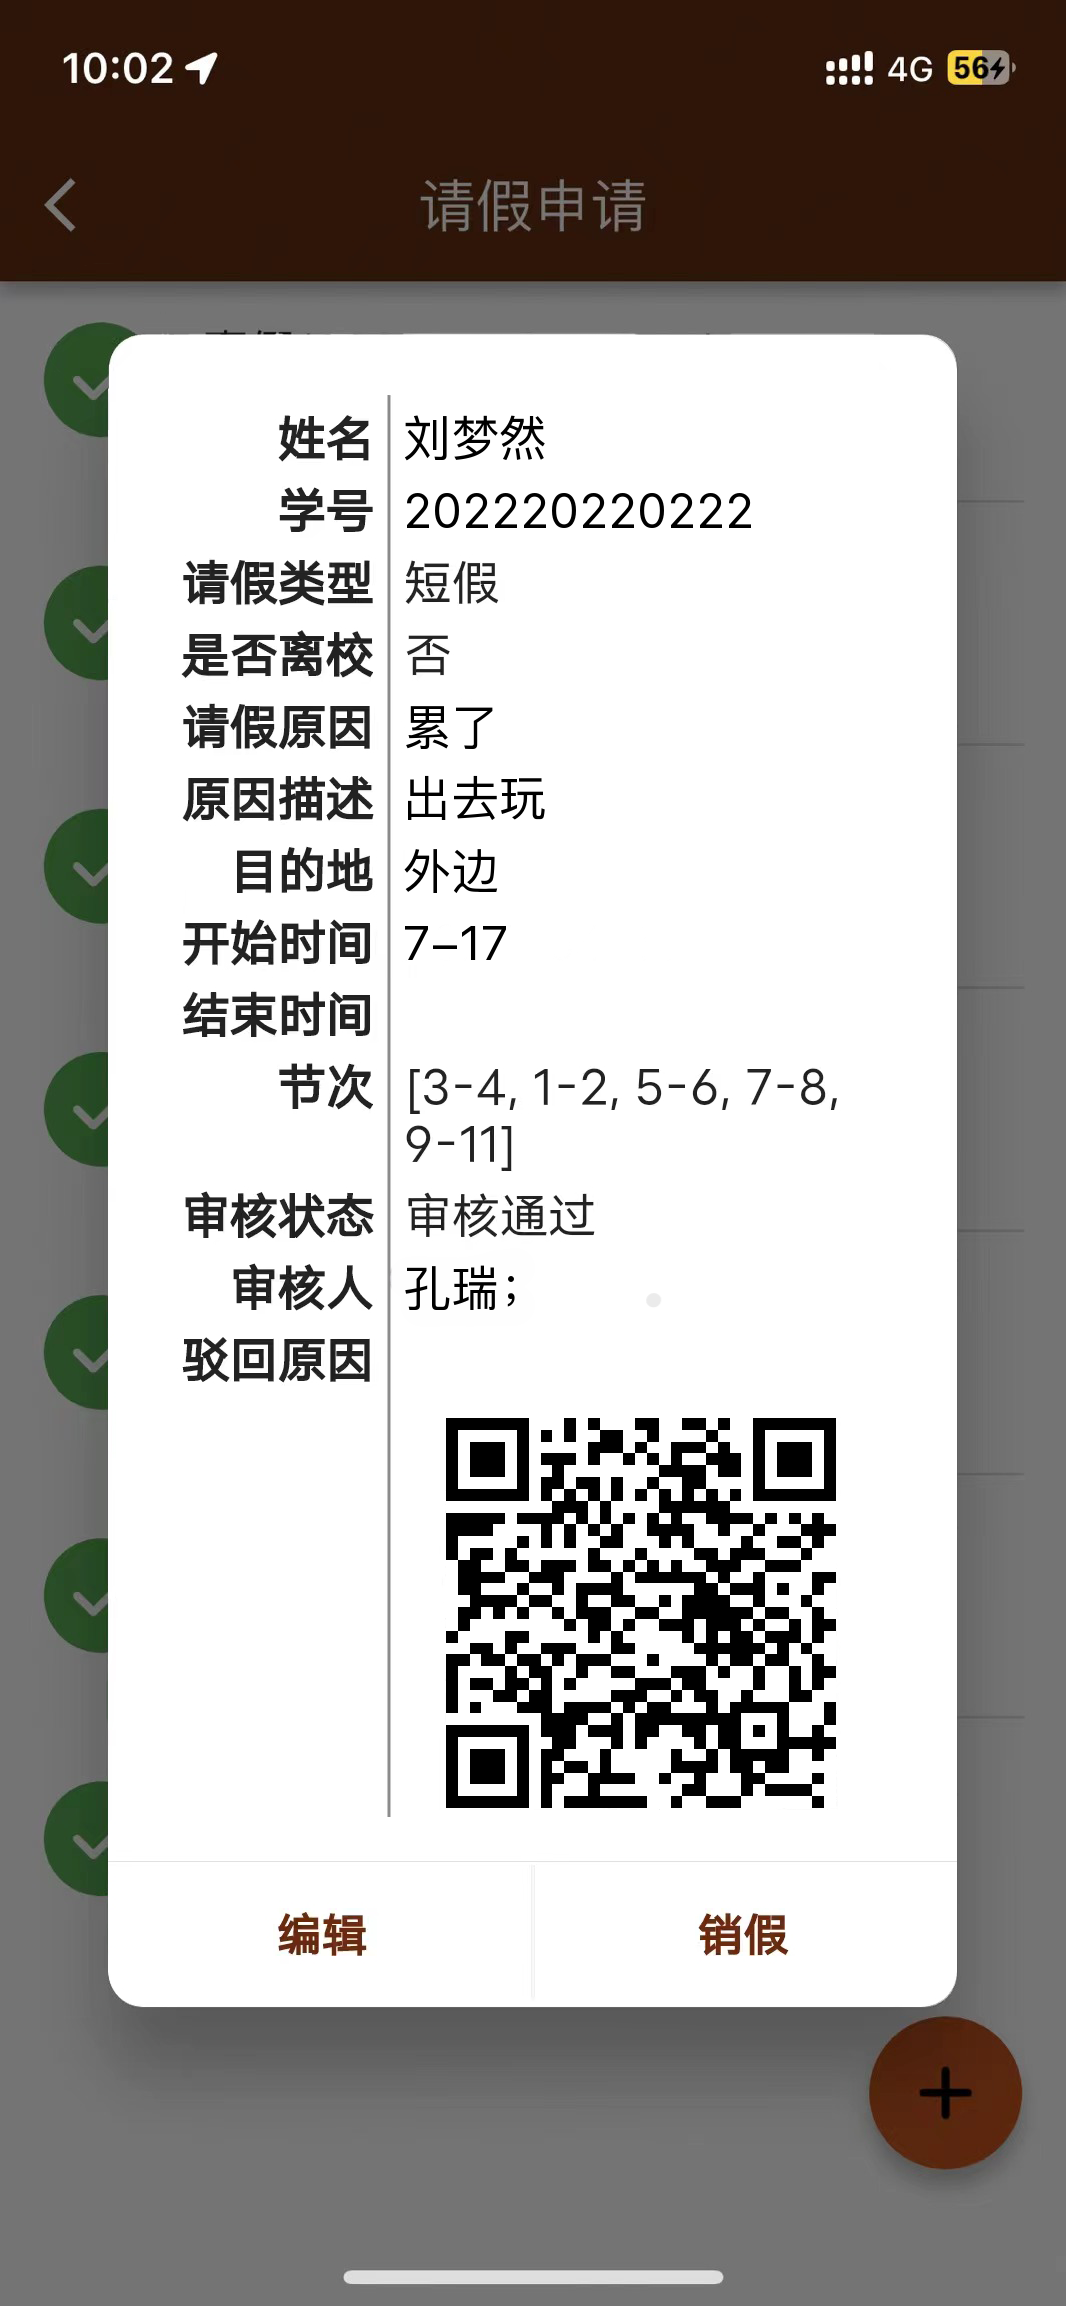 10:02
4G 56
请假申请
姓名 刘梦然
学号 202220220222
请假类型 短假
是否离校 否
请假原因 累了
原因描述 出去玩
目的地 外边
开始时间 7-17
结束时间
节次 [3-4, 1-2, 5-6, 7-8,
9-11]
审核状态 审核通过
审核人 孔瑞；
驳回原因
编辑 销假